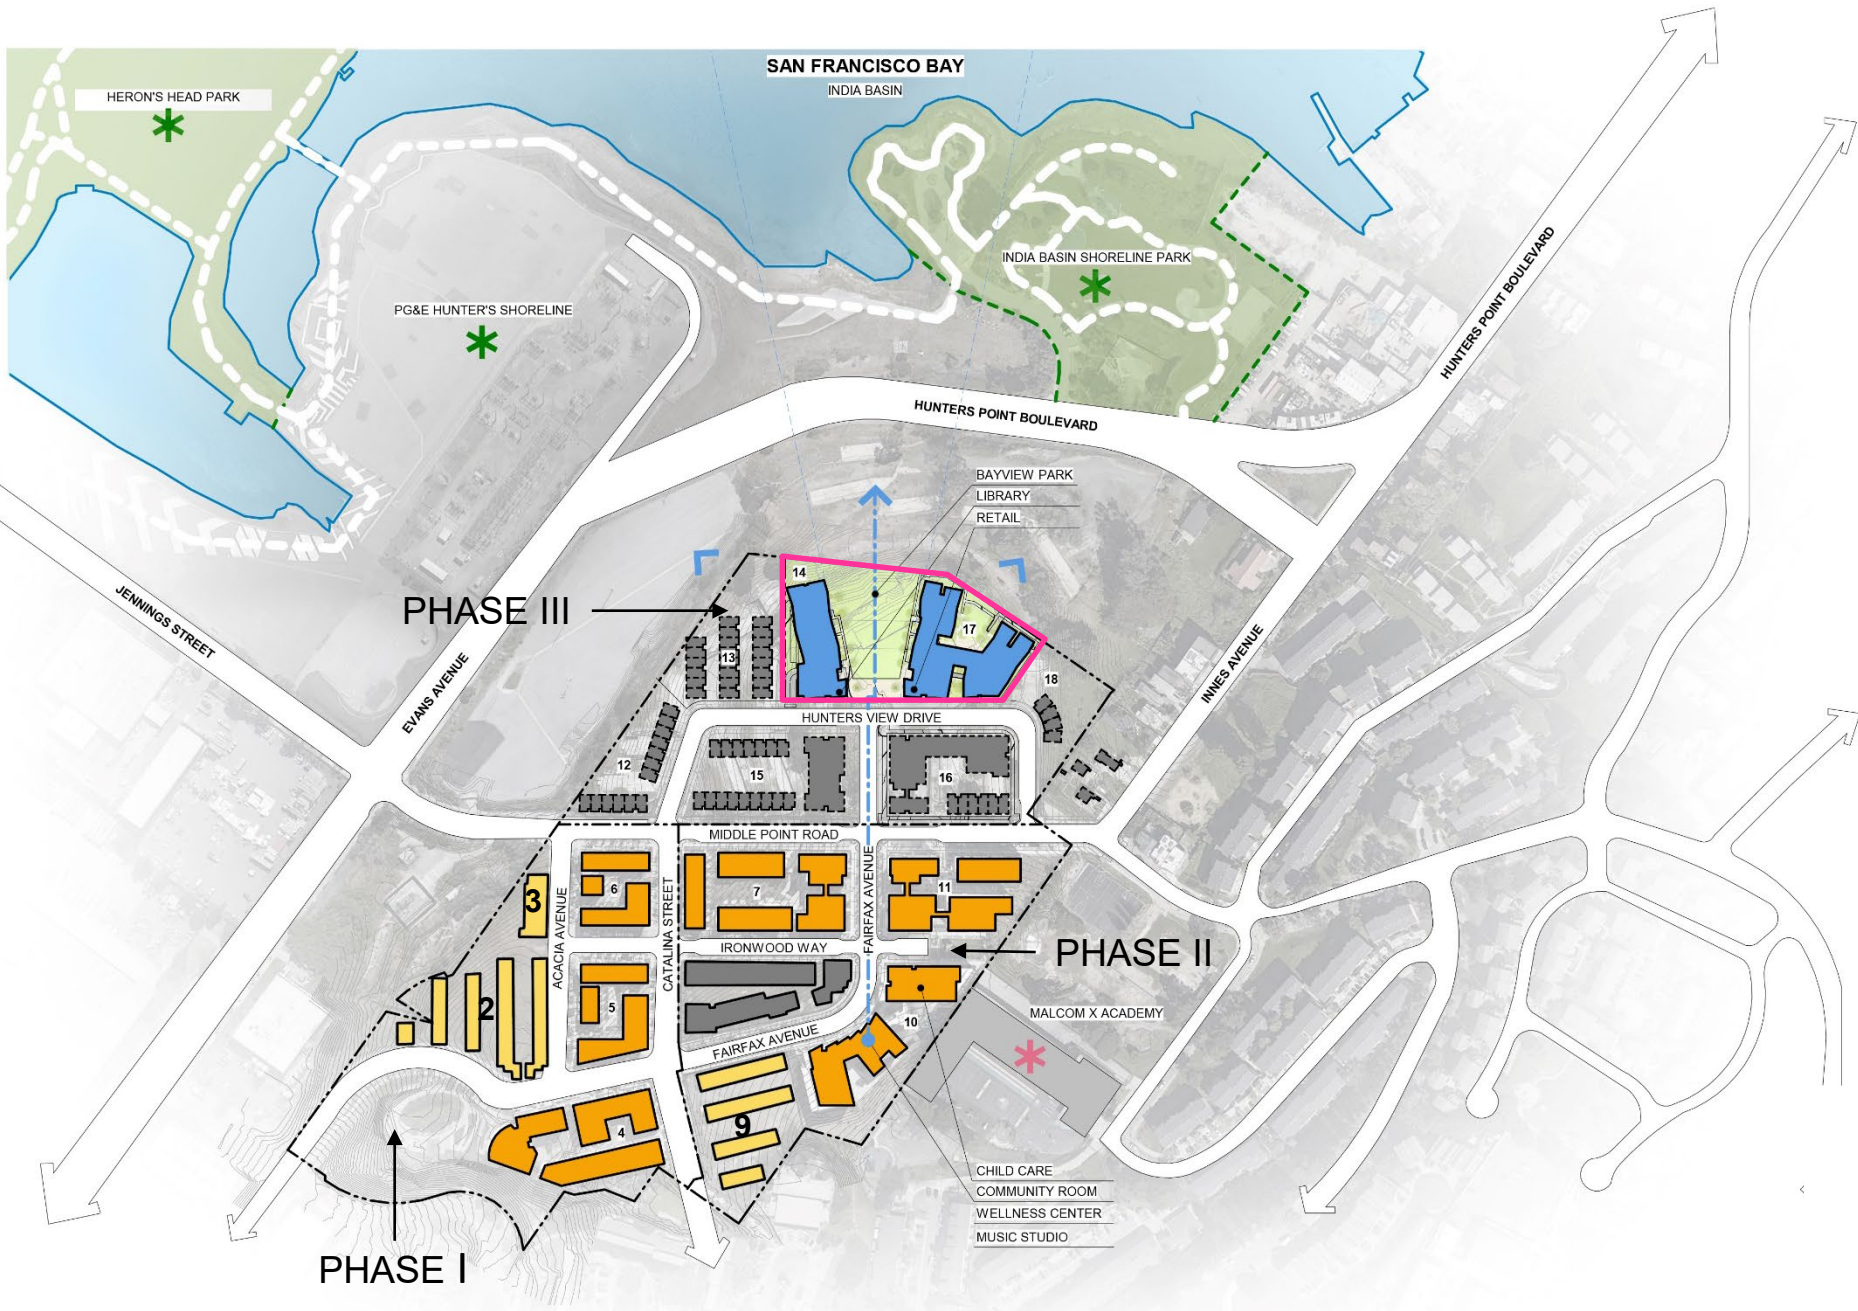 SAN FRANCISCO BAY
INDIA BASIN
HERON'S HEAD PARK
PG&E HUNTER'S SHORELINE
INDIA BASIN SHORELINE PARK
HUNTERS POINT BOULEVARD
HUNTERS POINT BOULEVARD
BAYVIEW PARK
LIBRARY
RETAIL
JENNINGS STREET
EVANS AVENUE
INNES AVENUE
PHASE III
14
17
13
18
HUNTERS VIEW DRIVE
12
15
16
MIDDLE POINT ROAD
3
ACACIA AVENUE
6
CATALINA STREET
7
FAIRFAX AVENUE
11
IRONWOOD WAY
PHASE II
2
5
10
FAIRFAX AVENUE
MALCOM X ACADEMY
4
9
CHILD CARE
COMMUNITY ROOM
WELLNESS CENTER
MUSIC STUDIO
PHASE I